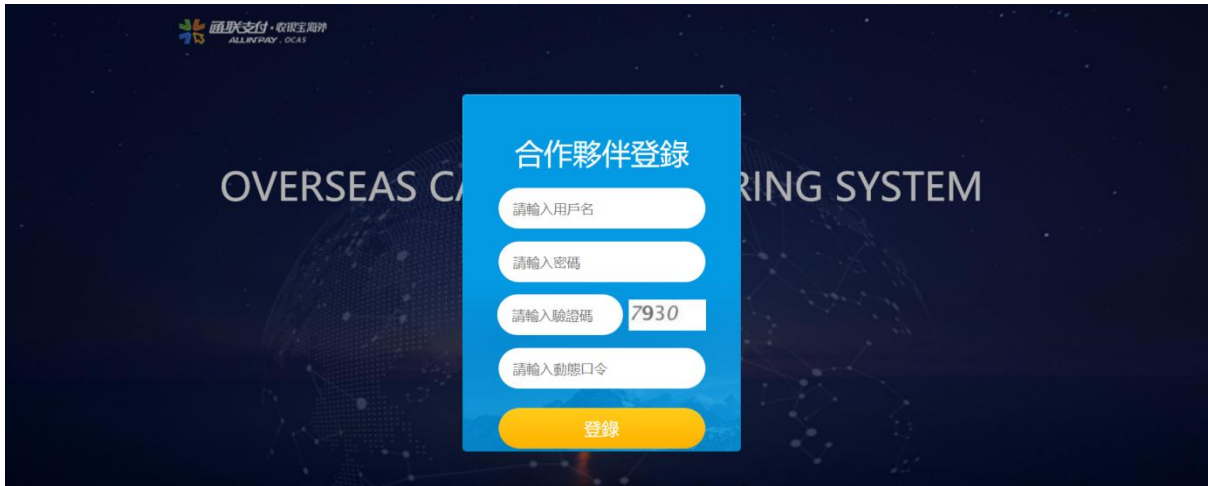 通联支付·收银宝海外
ALLINPAY . OCAS
合作夥伴登錄
OVERSEAS RING SYSTEM
請輸入用戶名
請輸入密碼
請輸入驗證碼 7930
請輸入動態口令
登錄